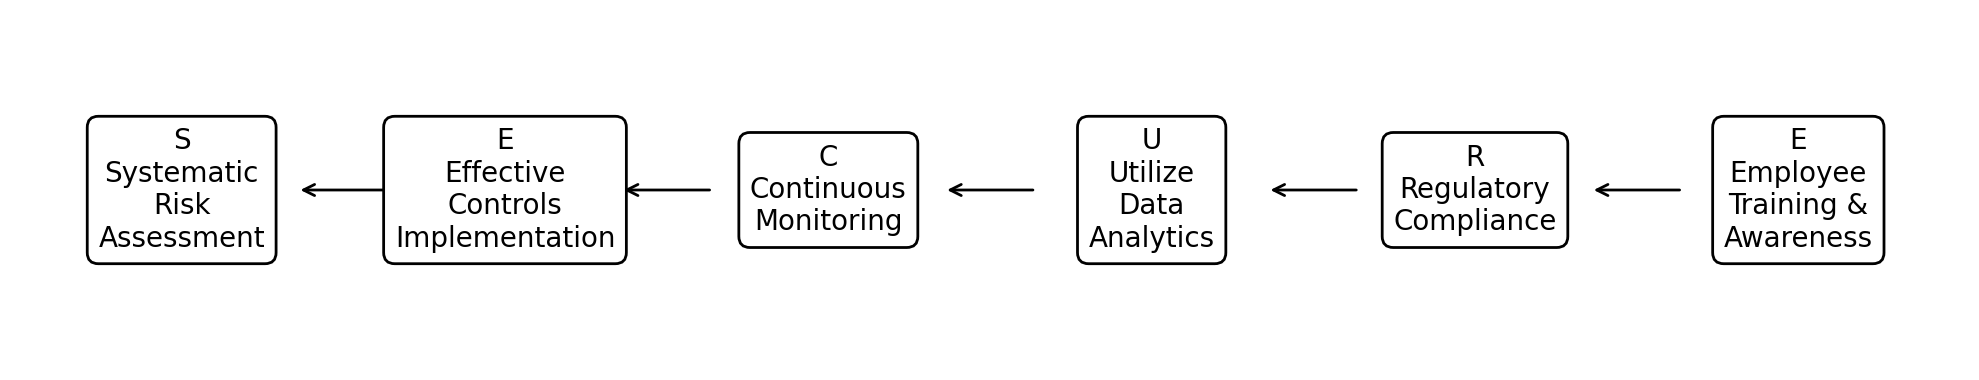 S
Systematic
Risk
Assessment
E
Effective
Controls
Implementation
C
Continuous
Monitoring
U
Utilize
Data
Analytics
R
Regulatory
Compliance
E
Employee
Training &
Awareness